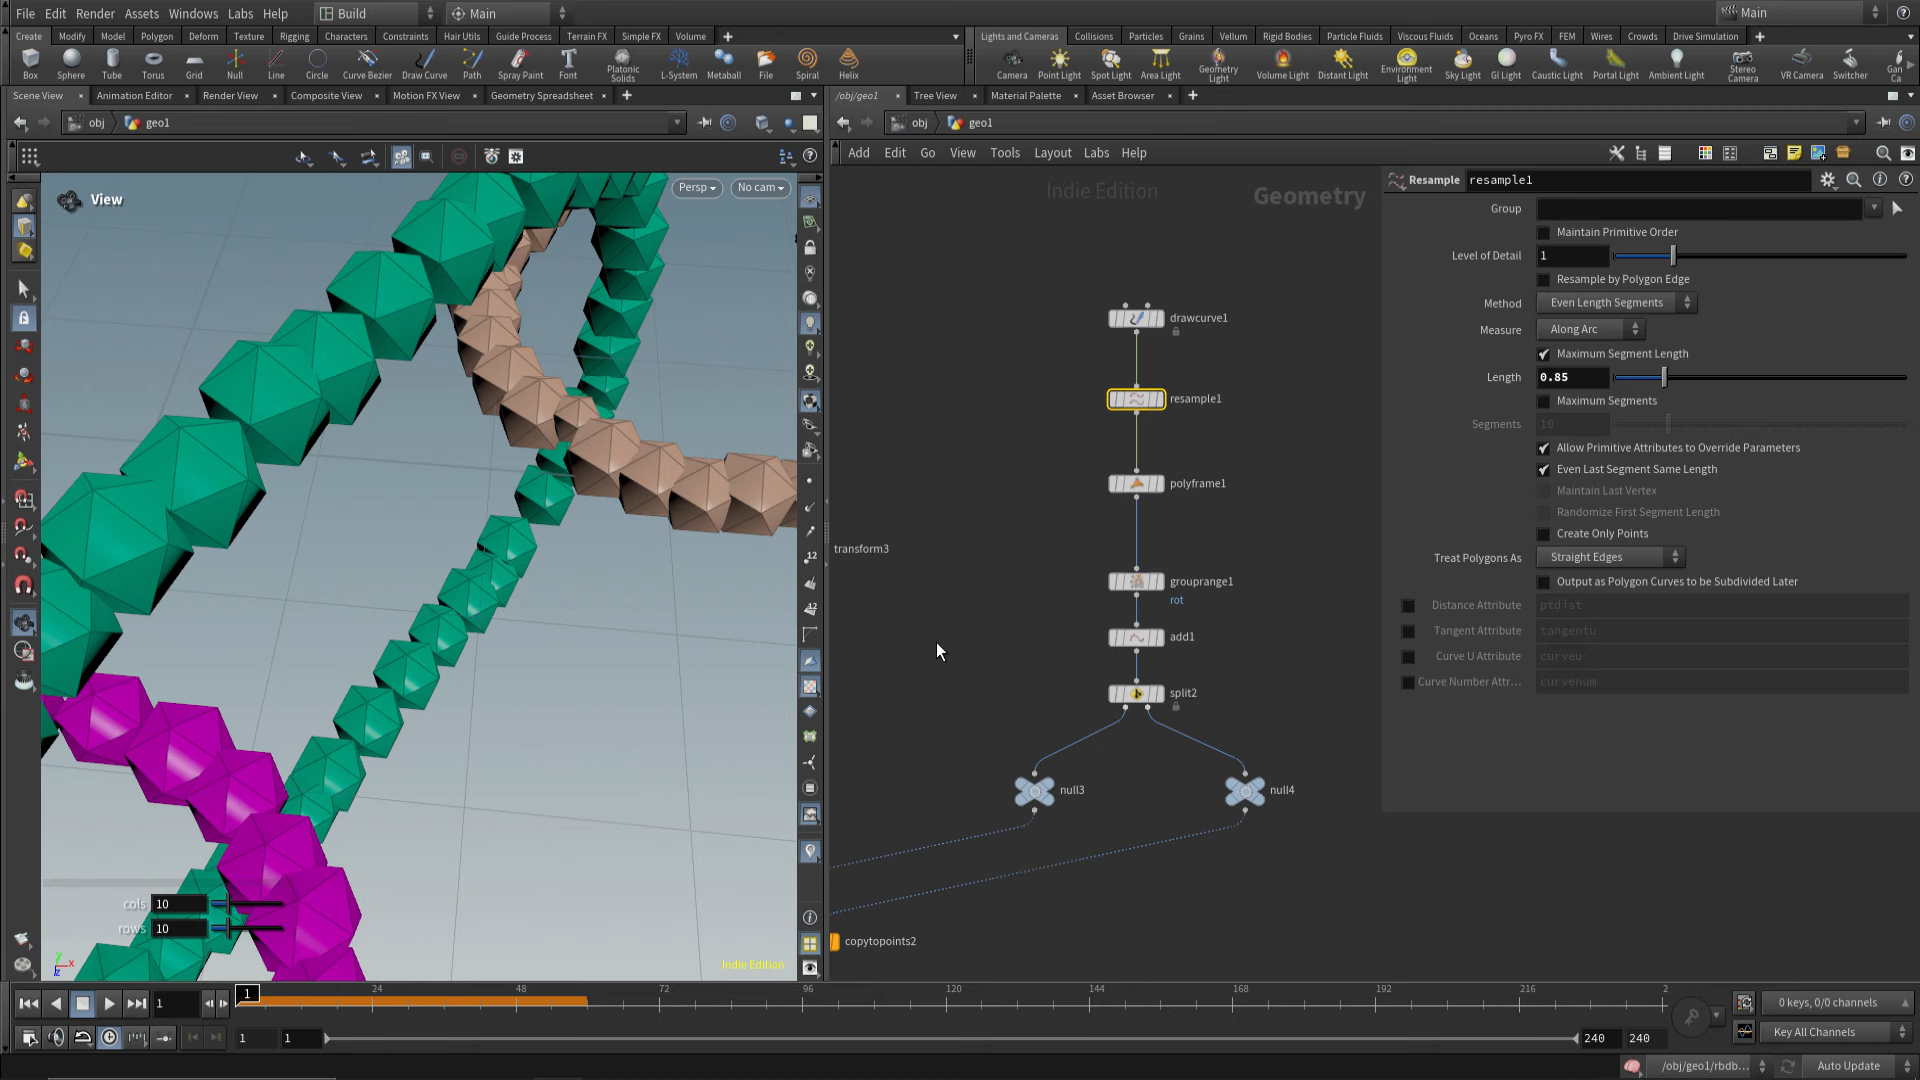 File Edit Render Assets Windows Labs Help Build Main Main
Create Modify Model Polygon Deform Texture Rigging Characters Constraints Hair Utils Guide Process Terrain FX Simple FX Volume
Lights and Cameras Collisions Particles Grains Vellum Rigid Bodies Particle Fluids Viscous Fluids Oceans Pyro FX FEM Wires Crowds Drive Simulation
Box Sphere Tube Torus Grid Null Line Circle Curve Bezier Draw Curve Path Spray Paint Font Platonic Solids L-System Metaball File Spiral Helix
Camera Point Light Spot Light Area Light Geometry Light Volume Light Distant Light Environment Light Sky Light GI Light Caustic Light Portal Light Ambient Light Stereo Camera VR Camera Switcher
Scene View Animation Editor Render View Composite View Motion FX View Geometry Spreadsheet
/obj/geo1 Tree View Material Palette Asset Browser
obj geo1
obj geo1
Add Edit Go View Tools Layout Labs Help
View
Persp No cam
Indie Edition
Geometry
Resample resample1
Group
Maintain Primitive Order
Level of Detail 1
Resample by Polygon Edge
Method Even Length Segments
Measure Along Arc
Maximum Segment Length
Length 0.85
Maximum Segments
Segments 10
Allow Primitive Attributes to Override Parameters
Even Last Segment Same Length
Maintain Last Vertex
Randomize First Segment Length
Create Only Points
Treat Polygons As Straight Edges
Output as Polygon Curves to be Subdivided Later
Distance Attribute ptdist
Tangent Attribute tangentu
Curve U Attribute curveu
Curve Number Attr... curvenum
drawcurve1
resample1
polyframe1
transform3
grouprange1
rot
add1
split2
null3
null4
copytopoints2
12
12
cols 10
rows 10
Indie Edition
1 1 24 48 72 96 120 144 168 192 216 2
0 keys, 0/0 channels
1 1 240 240
Key All Channels
/obj/geo1/rbdb... Auto Update